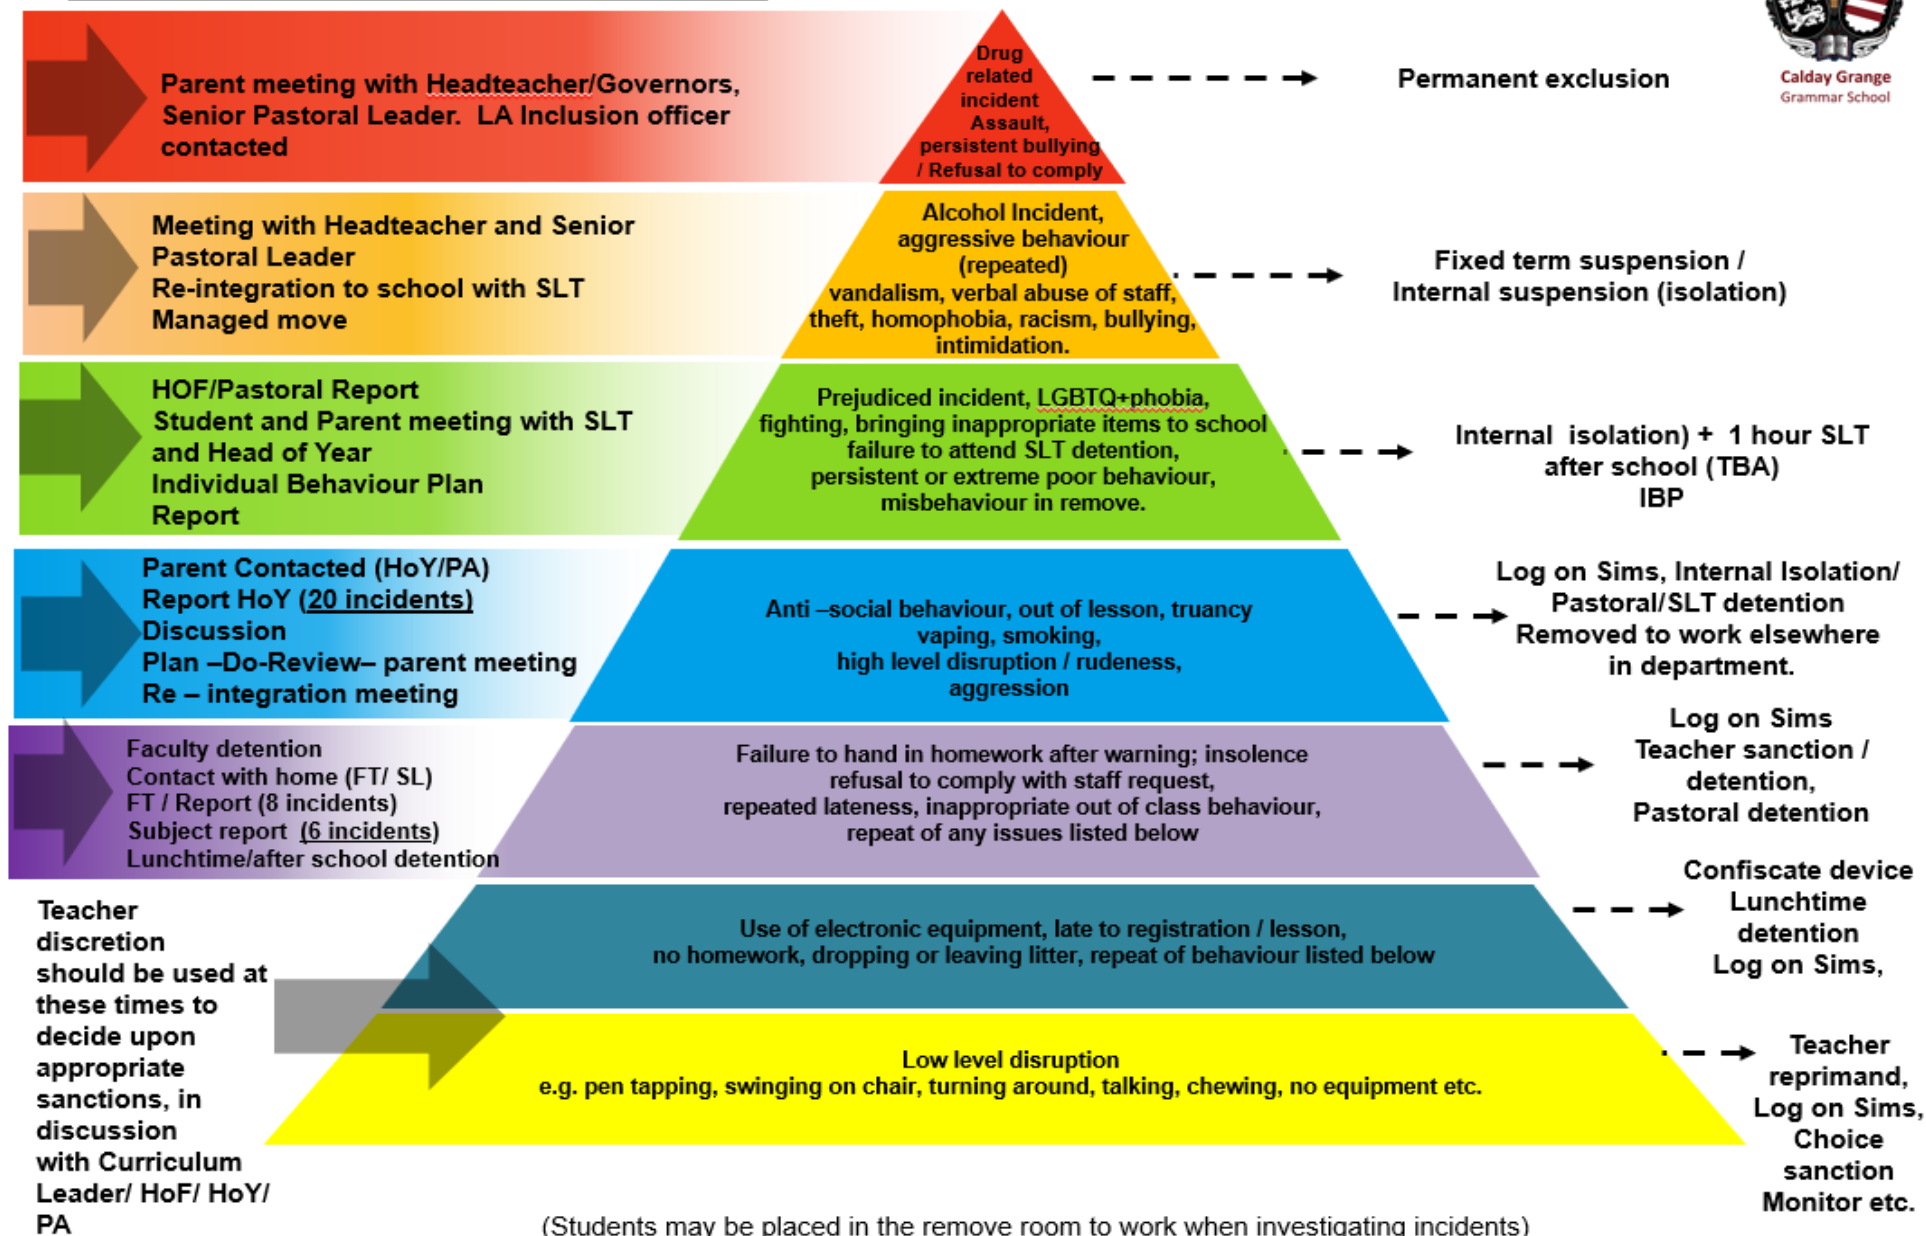 Parent meeting with Headteacher/Governors,
Senior Pastoral Leader.  LA Inclusion officer
contacted
Drug
related
incident
Assault,
persistent bullying
/ Refusal to comply
Permanent exclusion
Calday Grange
Grammar School
Meeting with Headteacher and Senior
Pastoral Leader
Re-integration to school with SLT
Managed move
Alcohol Incident,
aggressive behaviour
(repeated)
vandalism, verbal abuse of staff,
theft, homophobia, racism, bullying,
intimidation.
Fixed term suspension /
Internal suspension (isolation)
HOF/Pastoral Report
Student and Parent meeting with SLT
and Head of Year
Individual Behaviour Plan
Report
Prejudiced incident, LGBTQ+phobia,
fighting, bringing inappropriate items to school
failure to attend SLT detention,
persistent or extreme poor behaviour,
misbehaviour in remove.
Internal  isolation) +  1 hour SLT
after school (TBA)
IBP
Parent Contacted (HoY/PA)
Report HoY (20 incidents)
Discussion
Plan –Do-Review– parent meeting
Re – integration meeting
Anti –social behaviour, out of lesson, truancy
vaping, smoking,
high level disruption / rudeness,
aggression
Log on Sims, Internal Isolation/
Pastoral/SLT detention
Removed to work elsewhere
in department.
Faculty detention
Contact with home (FT/ SL)
FT / Report (8 incidents)
Subject report  (6 incidents)
Lunchtime/after school detention
Failure to hand in homework after warning; insolence
refusal to comply with staff request,
repeated lateness, inappropriate out of class behaviour,
repeat of any issues listed below
Log on Sims
Teacher sanction /
detention,
Pastoral detention
Teacher
discretion
should be used at
these times to
decide upon
appropriate
sanctions, in
discussion
with Curriculum
Leader/ HoF/ HoY/
PA
Use of electronic equipment, late to registration / lesson,
no homework, dropping or leaving litter, repeat of behaviour listed below
Confiscate device
Lunchtime
detention
Log on Sims,
Low level disruption
e.g. pen tapping, swinging on chair, turning around, talking, chewing, no equipment etc.
Teacher
reprimand,
Log on Sims,
Choice
sanction
Monitor etc.
(Students may be placed in the remove room to work when investigating incidents)